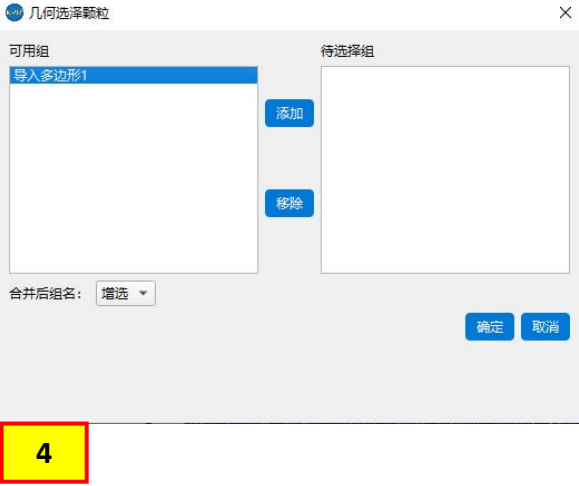 几何选择颗粒
可用组
待选择组
导入多边形1
添加
移除
合并后组名： 增选
确定 取消
4